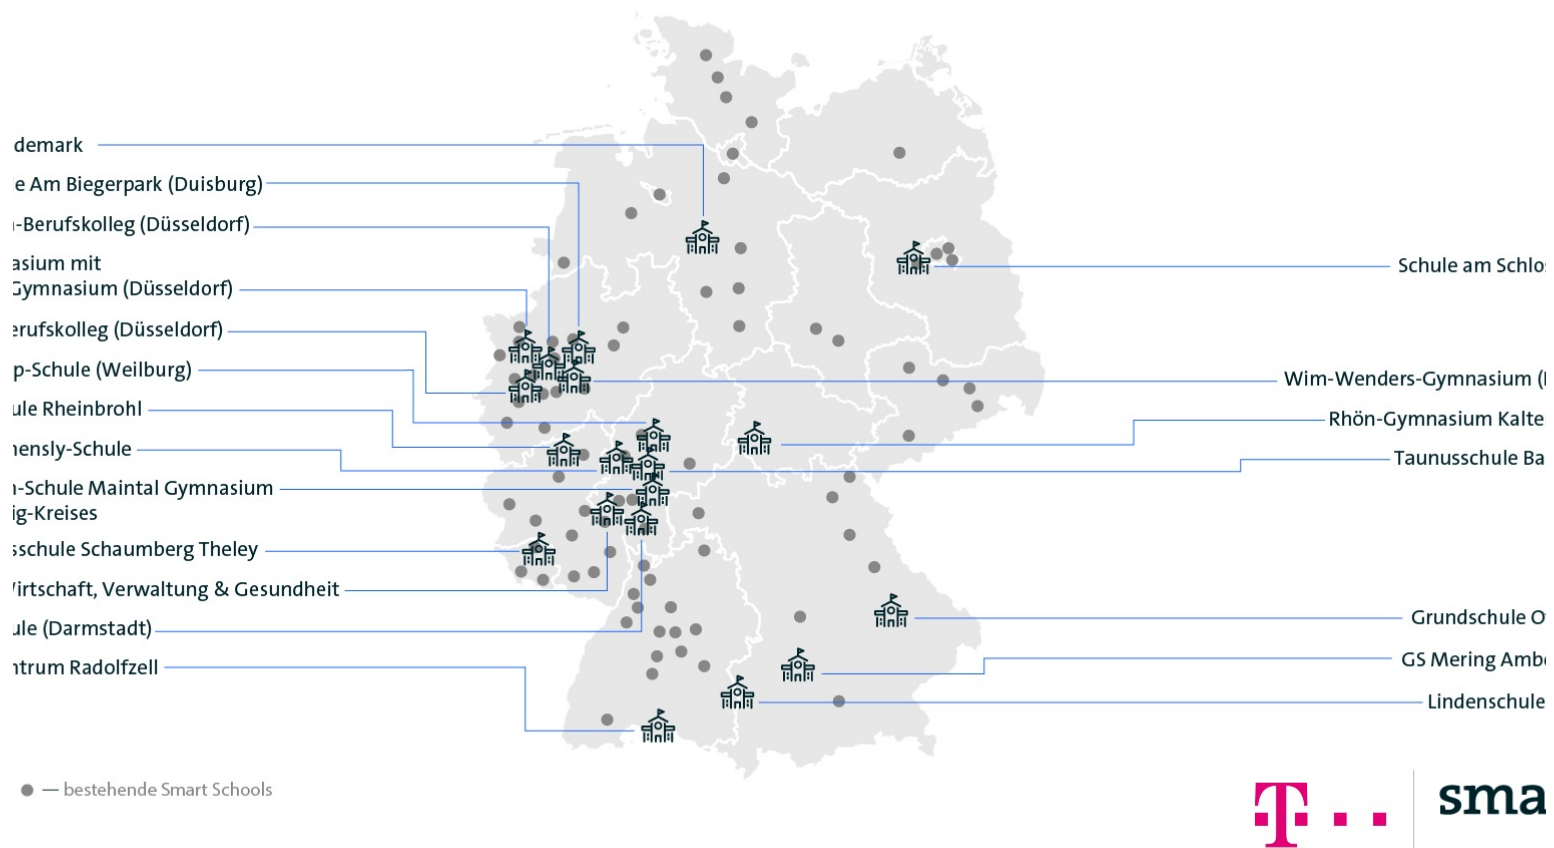 demark
e Am Biegerpark (Duisburg)
-Berufskolleg (Düsseldorf)
asium mit
Gymnasium (Düsseldorf)
erufskolleg (Düsseldorf)
p-Schule (Weilburg)
ule Rheinbrohl
ensly-Schule
-Schule Maintal Gymnasium
ig-Kreises
sschule Schaumberg Theley
Wirtschaft, Verwaltung & Gesundheit
ule (Darmstadt)
ntrum Radolfzell
Schule am Schlo
Wim-Wenders-Gymnasium (
Rhön-Gymnasium Kalte
Taunusschule Ba
Grundschule O
GS Mering Amb
Lindenschule
— bestehende Smart Schools
T
sma